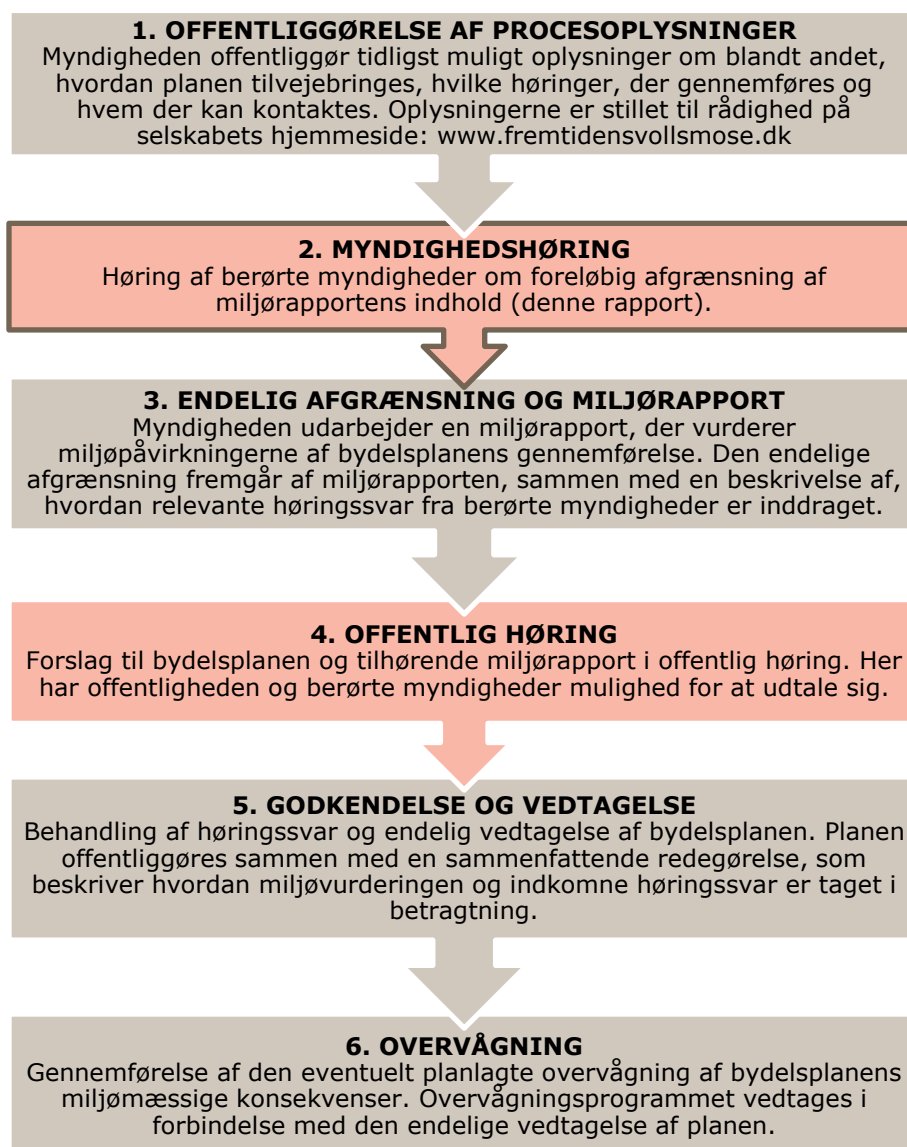 1. OFFENTLIGGØRELSE AF PROCESOPLYSNINGER
Myndigheden offentliggør tidligst muligt oplysninger om blandt andet,
hvordan planen tilvejebringes, hvilke høringer, der gennemføres og
hvem der kan kontaktes. Oplysningerne er stillet til rådighed på
selskabets hjemmeside: www.fremtidensvollsmose.dk
2. MYNDIGHEDSHØRING
Høring af berørte myndigheder om foreløbig afgrænsning af
miljørapportens indhold (denne rapport).
3. ENDELIG AFGRÆNSNING OG MILJØRAPPORT
Myndigheden udarbejder en miljørapport, der vurderer
miljøpåvirkningerne af bydelsplanens gennemførelse. Den endelige
afgrænsning fremgår af miljørapporten, sammen med en beskrivelse af,
hvordan relevante høringssvar fra berørte myndigheder er inddraget.
4. OFFENTLIG HØRING
Forslag til bydelsplanen og tilhørende miljørapport i offentlig høring. Her
har offentligheden og berørte myndigheder mulighed for at udtale sig.
5. GODKENDELSE OG VEDTAGELSE
Behandling af høringssvar og endelig vedtagelse af bydelsplanen. Planen
offentliggøres sammen med en sammenfattende redegørelse, som
beskriver hvordan miljøvurderingen og indkomne høringssvar er taget i
betragtning.
6. OVERVÅGNING
Gennemførelse af den eventuelt planlagte overvågning af bydelsplanens
miljømæssige konsekvenser. Overvågningsprogrammet vedtages i
forbindelse med den endelige vedtagelse af planen.